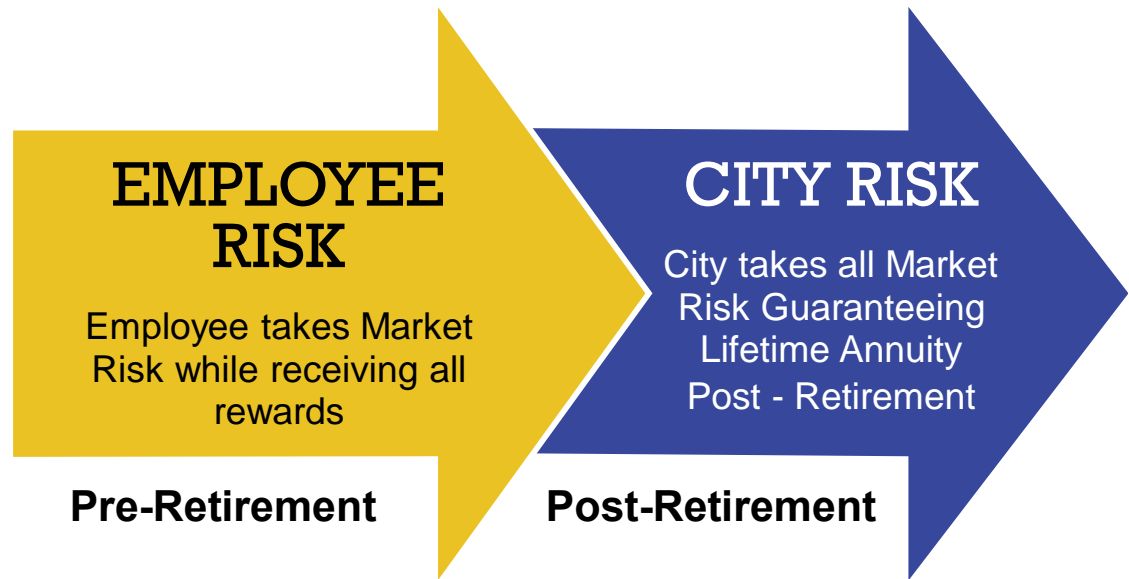 EMPLOYEE
RISK
Employee takes Market
Risk while receiving all
rewards
Pre-Retirement
CITY RISK
City takes all Market
Risk Guaranteeing
Lifetime Annuity
Post - Retirement
Post-Retirement